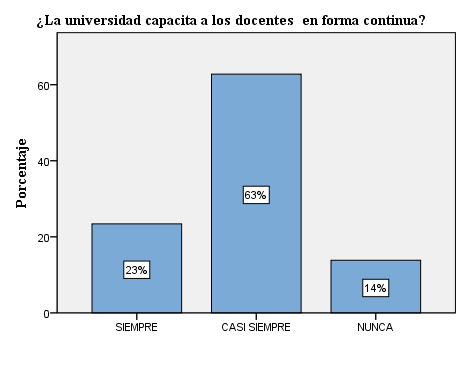 ¿La universidad capacita a los docentes  en forma continua?
Porcentaje
60
40
20
0
63%
23%
14%
SIEMPRE
CASI SIEMPRE
NUNCA